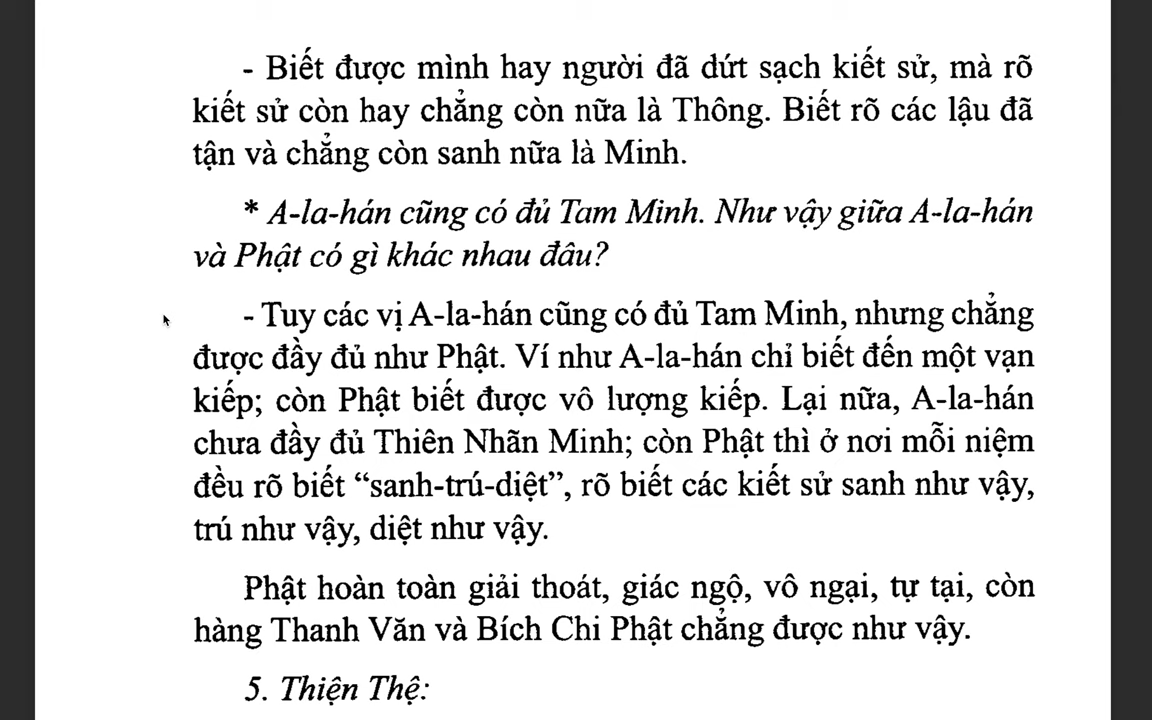 - Biết được mình hay người đã dứt sạch kiết sử, mà rõ
kiết sử còn hay chẳng còn nữa là Thông. Biết rõ các lậu đã
tận và chẳng còn sanh nữa là Minh.
* A-la-hán cũng có đủ Tam Minh. Như vậy giữa A-la-hán
và Phật có gì khác nhau đâu?
- Tuy các vị A-la-hán cũng có đủ Tam Minh, nhưng chẳng
được đầy đủ như Phật. Ví như A-la-hán chỉ biết đến một vạn
kiếp; còn Phật biết được vô lượng kiếp. Lại nữa, A-la-hán
chưa đầy đủ Thiên Nhãn Minh; còn Phật thì ở nơi mỗi niệm
đều rõ biết “sanh-trú-diệt”, rõ biết các kiết sử sanh như vậy,
trú như vậy, diệt như vậy.
Phật hoàn toàn giải thoát, giác ngộ, vô ngại, tự tại, còn
hàng Thanh Văn và Bích Chi Phật chẳng được như vậy.
5. Thiện Thệ: